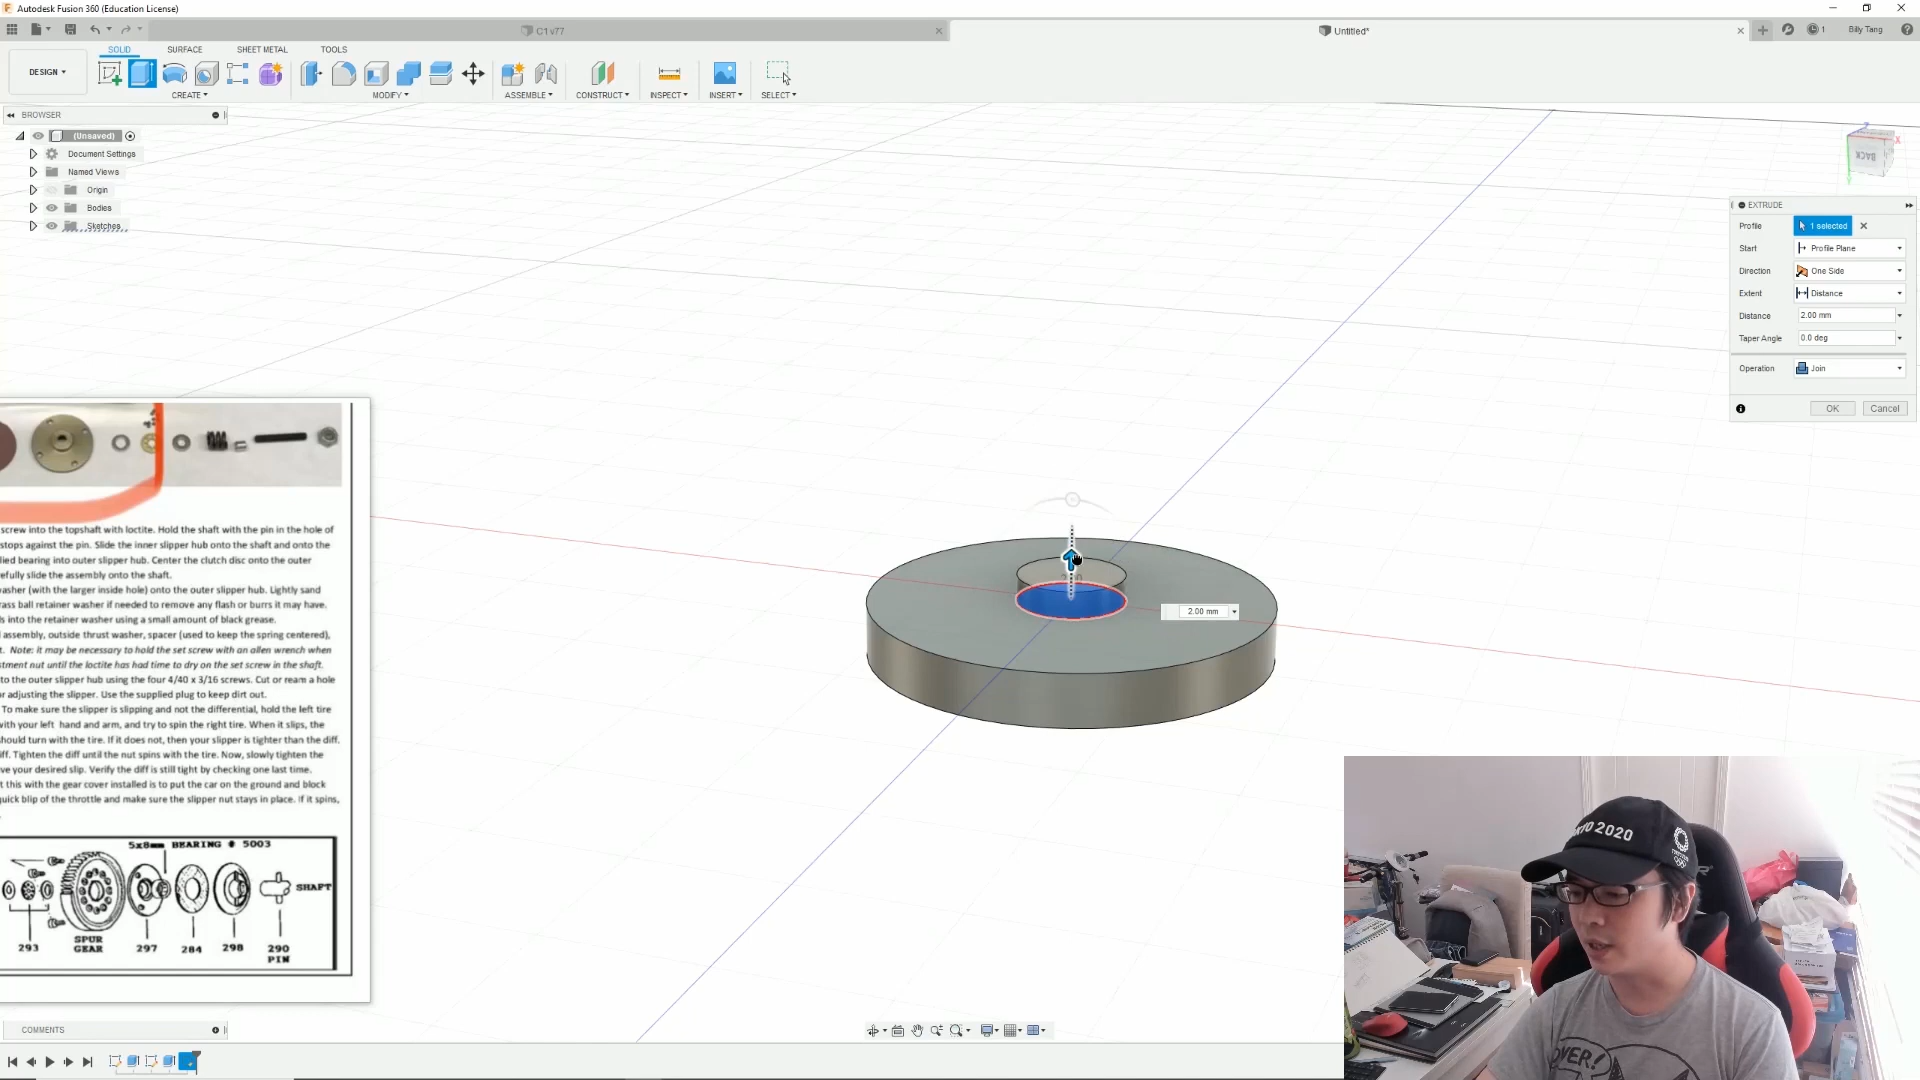 Autodesk Fusion 360 (Education License)
C1 v77
Untitled*
1
Billy Tang
DESIGN
SOLID
SURFACE
SHEET METAL
TOOLS
CREATE
MODIFY
ASSEMBLE
CONSTRUCT
INSPECT
INSERT
SELECT
BROWSER
(Unsaved)
Document Settings
Named Views
Origin
Bodies
Sketches
Z
X
Y
BACK
EXTRUDE
Profile 1 selected
Start Profile Plane
Direction One Side
Extent Distance
Distance 2.00 mm
Taper Angle 0.0 deg
Operation Join
OK Cancel
2.00 mm
screw into the topshaft with loctite. Hold the shaft with the pin in the hole of
stops against the pin. Slide the inner slipper hub onto the shaft and onto the
lied bearing into outer slipper hub. Center the clutch disc onto the outer
efully slide the assembly onto the shaft.
asher (with the larger inside hole) onto the outer slipper hub. Lightly sand
rass ball retainer washer if needed to remove any flash or burrs it may have.
ls into the retainer washer using a small amount of black grease.
l assembly, outside thrust washer, spacer (used to keep the spring centered),
t. Note: it may be necessary to hold the set screw with an allen wrench when
stment nut until the loctite has had time to dry on the set screw in the shaft.
to the outer slipper hub using the four 4/40 x 3/16 screws. Cut or ream a hole
or adjusting the slipper. Use the supplied plug to keep dirt out.
To make sure the slipper is slipping and not the differential, hold the left tire
with your left hand and arm, and try to spin the right tire. When it slips, the
should turn with the tire. If it does not, then your slipper is tighter than the diff.
iff. Tighten the diff until the nut spins with the tire. Now, slowly tighten the
ve your desired slip. Verify the diff is still tight by checking one last time.
t this with the gear cover installed is to put the car on the ground and block
quick blip of the throttle and make sure the slipper nut stays in place. If it spins,
5x8mm BEARING # 5003
SHAFT
293
SPUR
GEAR
297
284
298
290
PIN
TOKYO 2020
OVER!
COMMENTS